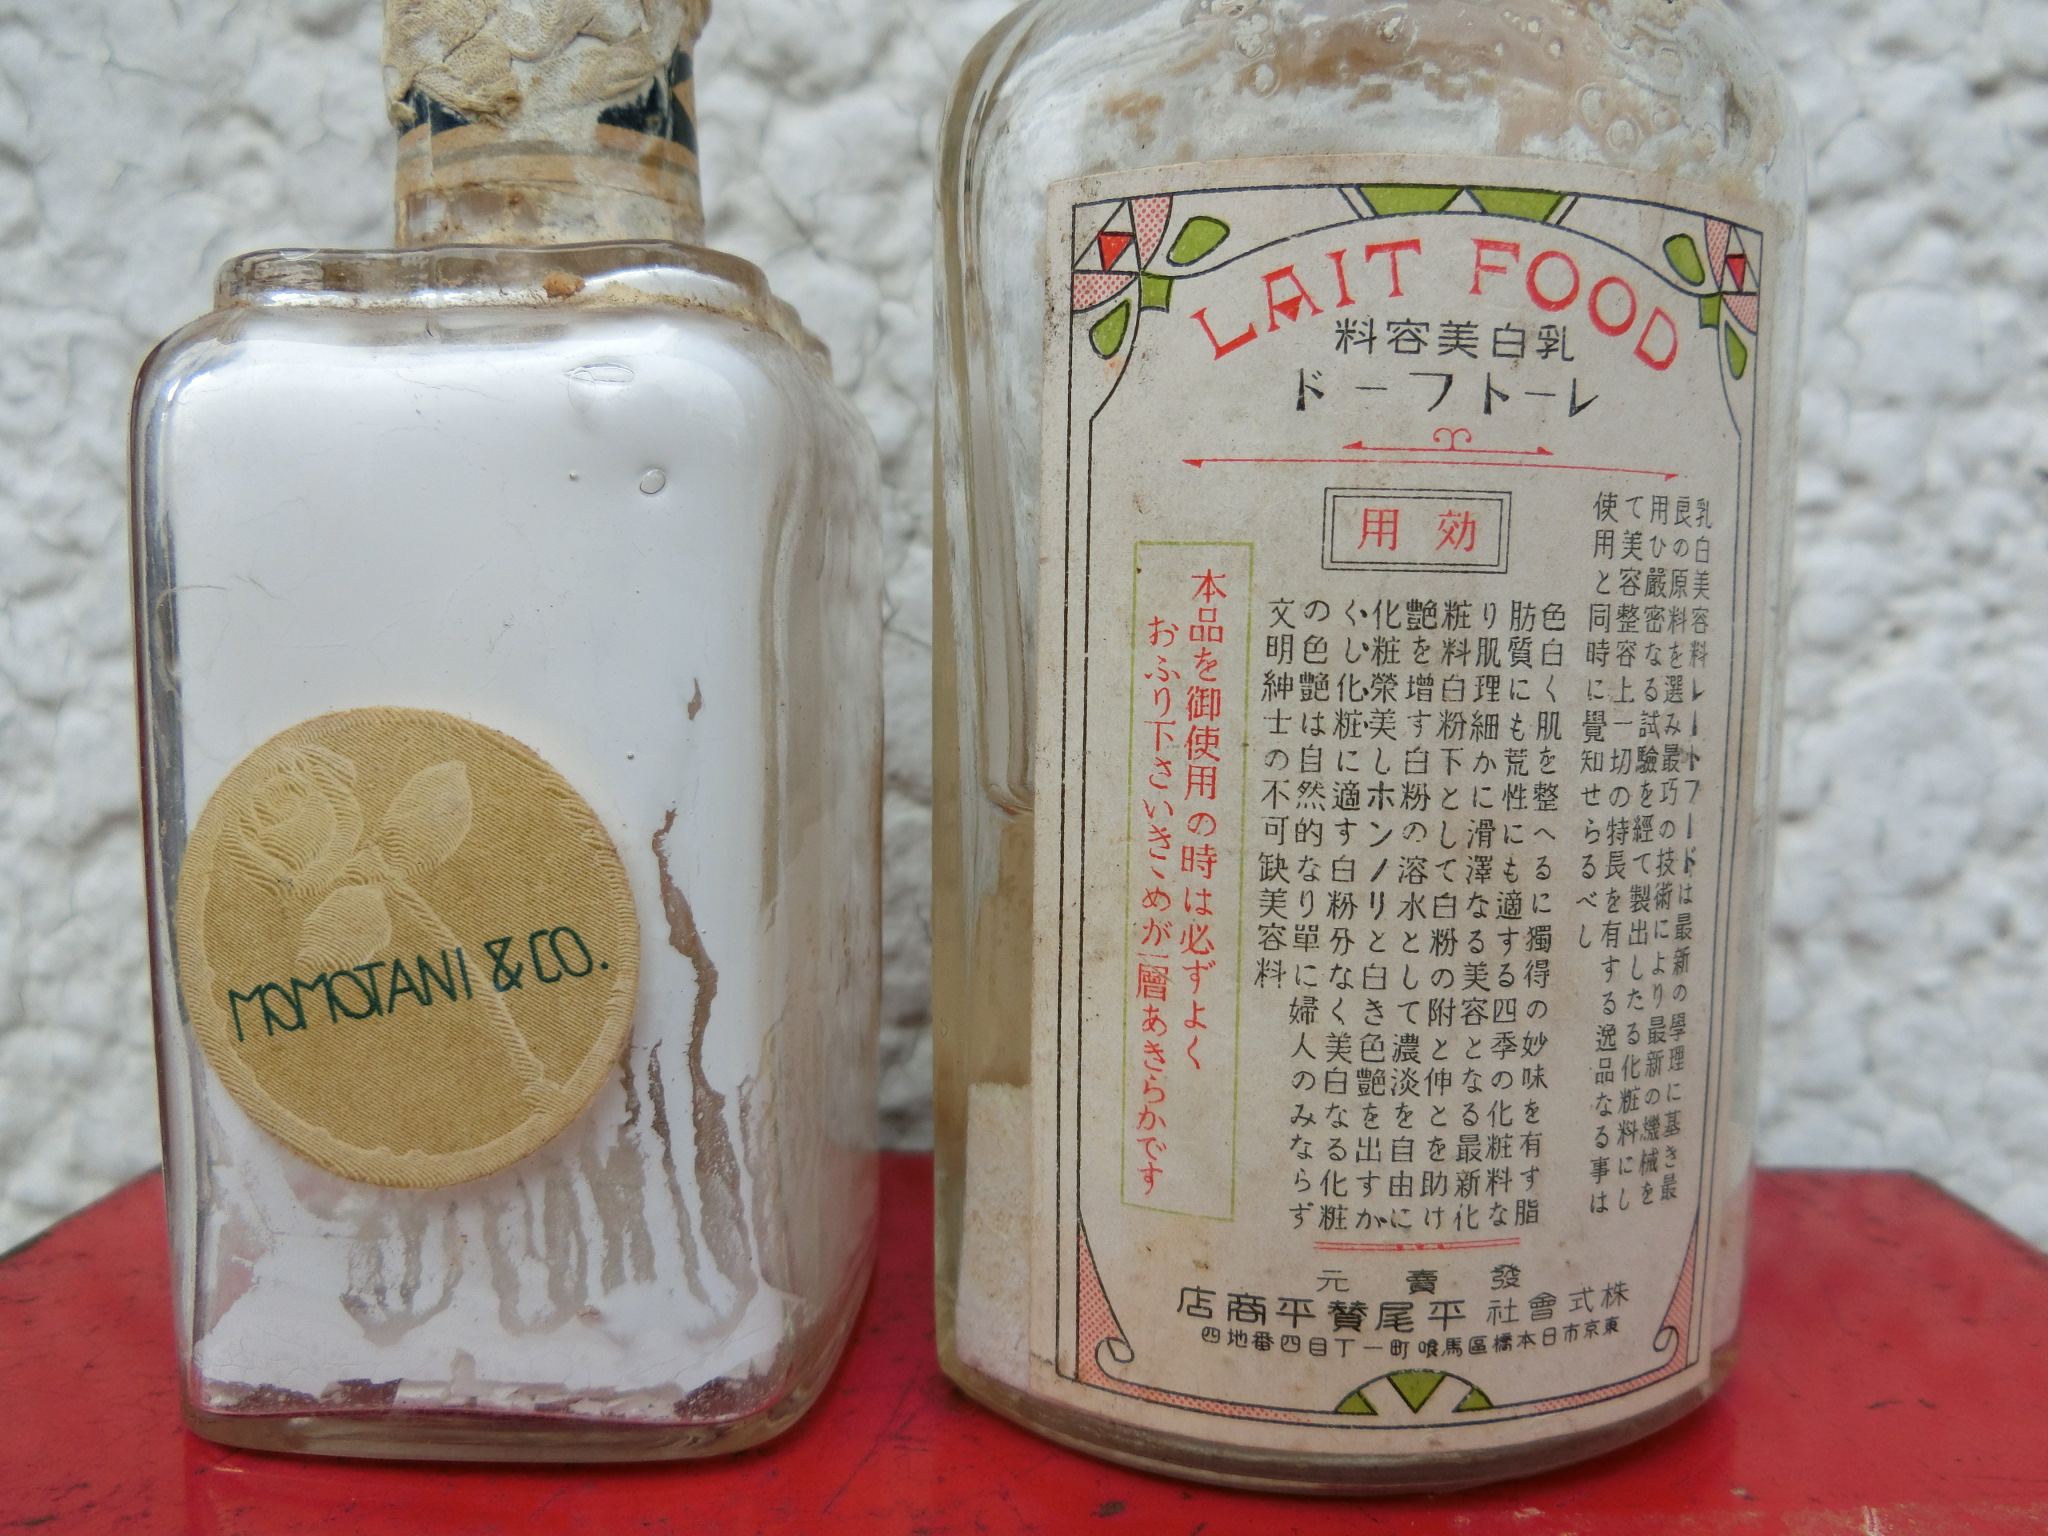 MOMOTANI & CO.
LAIT FOOD
料容美白乳
ドーフトーレ
用効
乳白美容料レートフードは最新の學理に基き最
良の原料を選み最巧の技術により最新の機械を
用ひ嚴密なる試驗を經て製出したる化粧料にし
て美容整容上一切の特長を有する逸品なる事は
使用と同時に覺知せらるべし
色白く肌を整へるに獨得の妙味を有す脂
肪質にも荒性にも適する四季の化粧料な
り肌理細かに滑澤なる美容となる最新化
粧料白粉下として白粉の附と伸とを助け
艶を増す白粉の溶水として濃淡を自由に
化粧榮美しホンノリと白き色艶を出すか
くし化粧に適す白粉分なく美白なる化粧
の色艶は自然的なり單に婦人のみならず
文明紳士の不可缺美容料
本品を御使用の時は必ずよく
おふり下さいきゝめが一層あきらかです
元賣發
店商平賛尾平社會式株
四地番四目丁一町喰馬區橋本日市京東